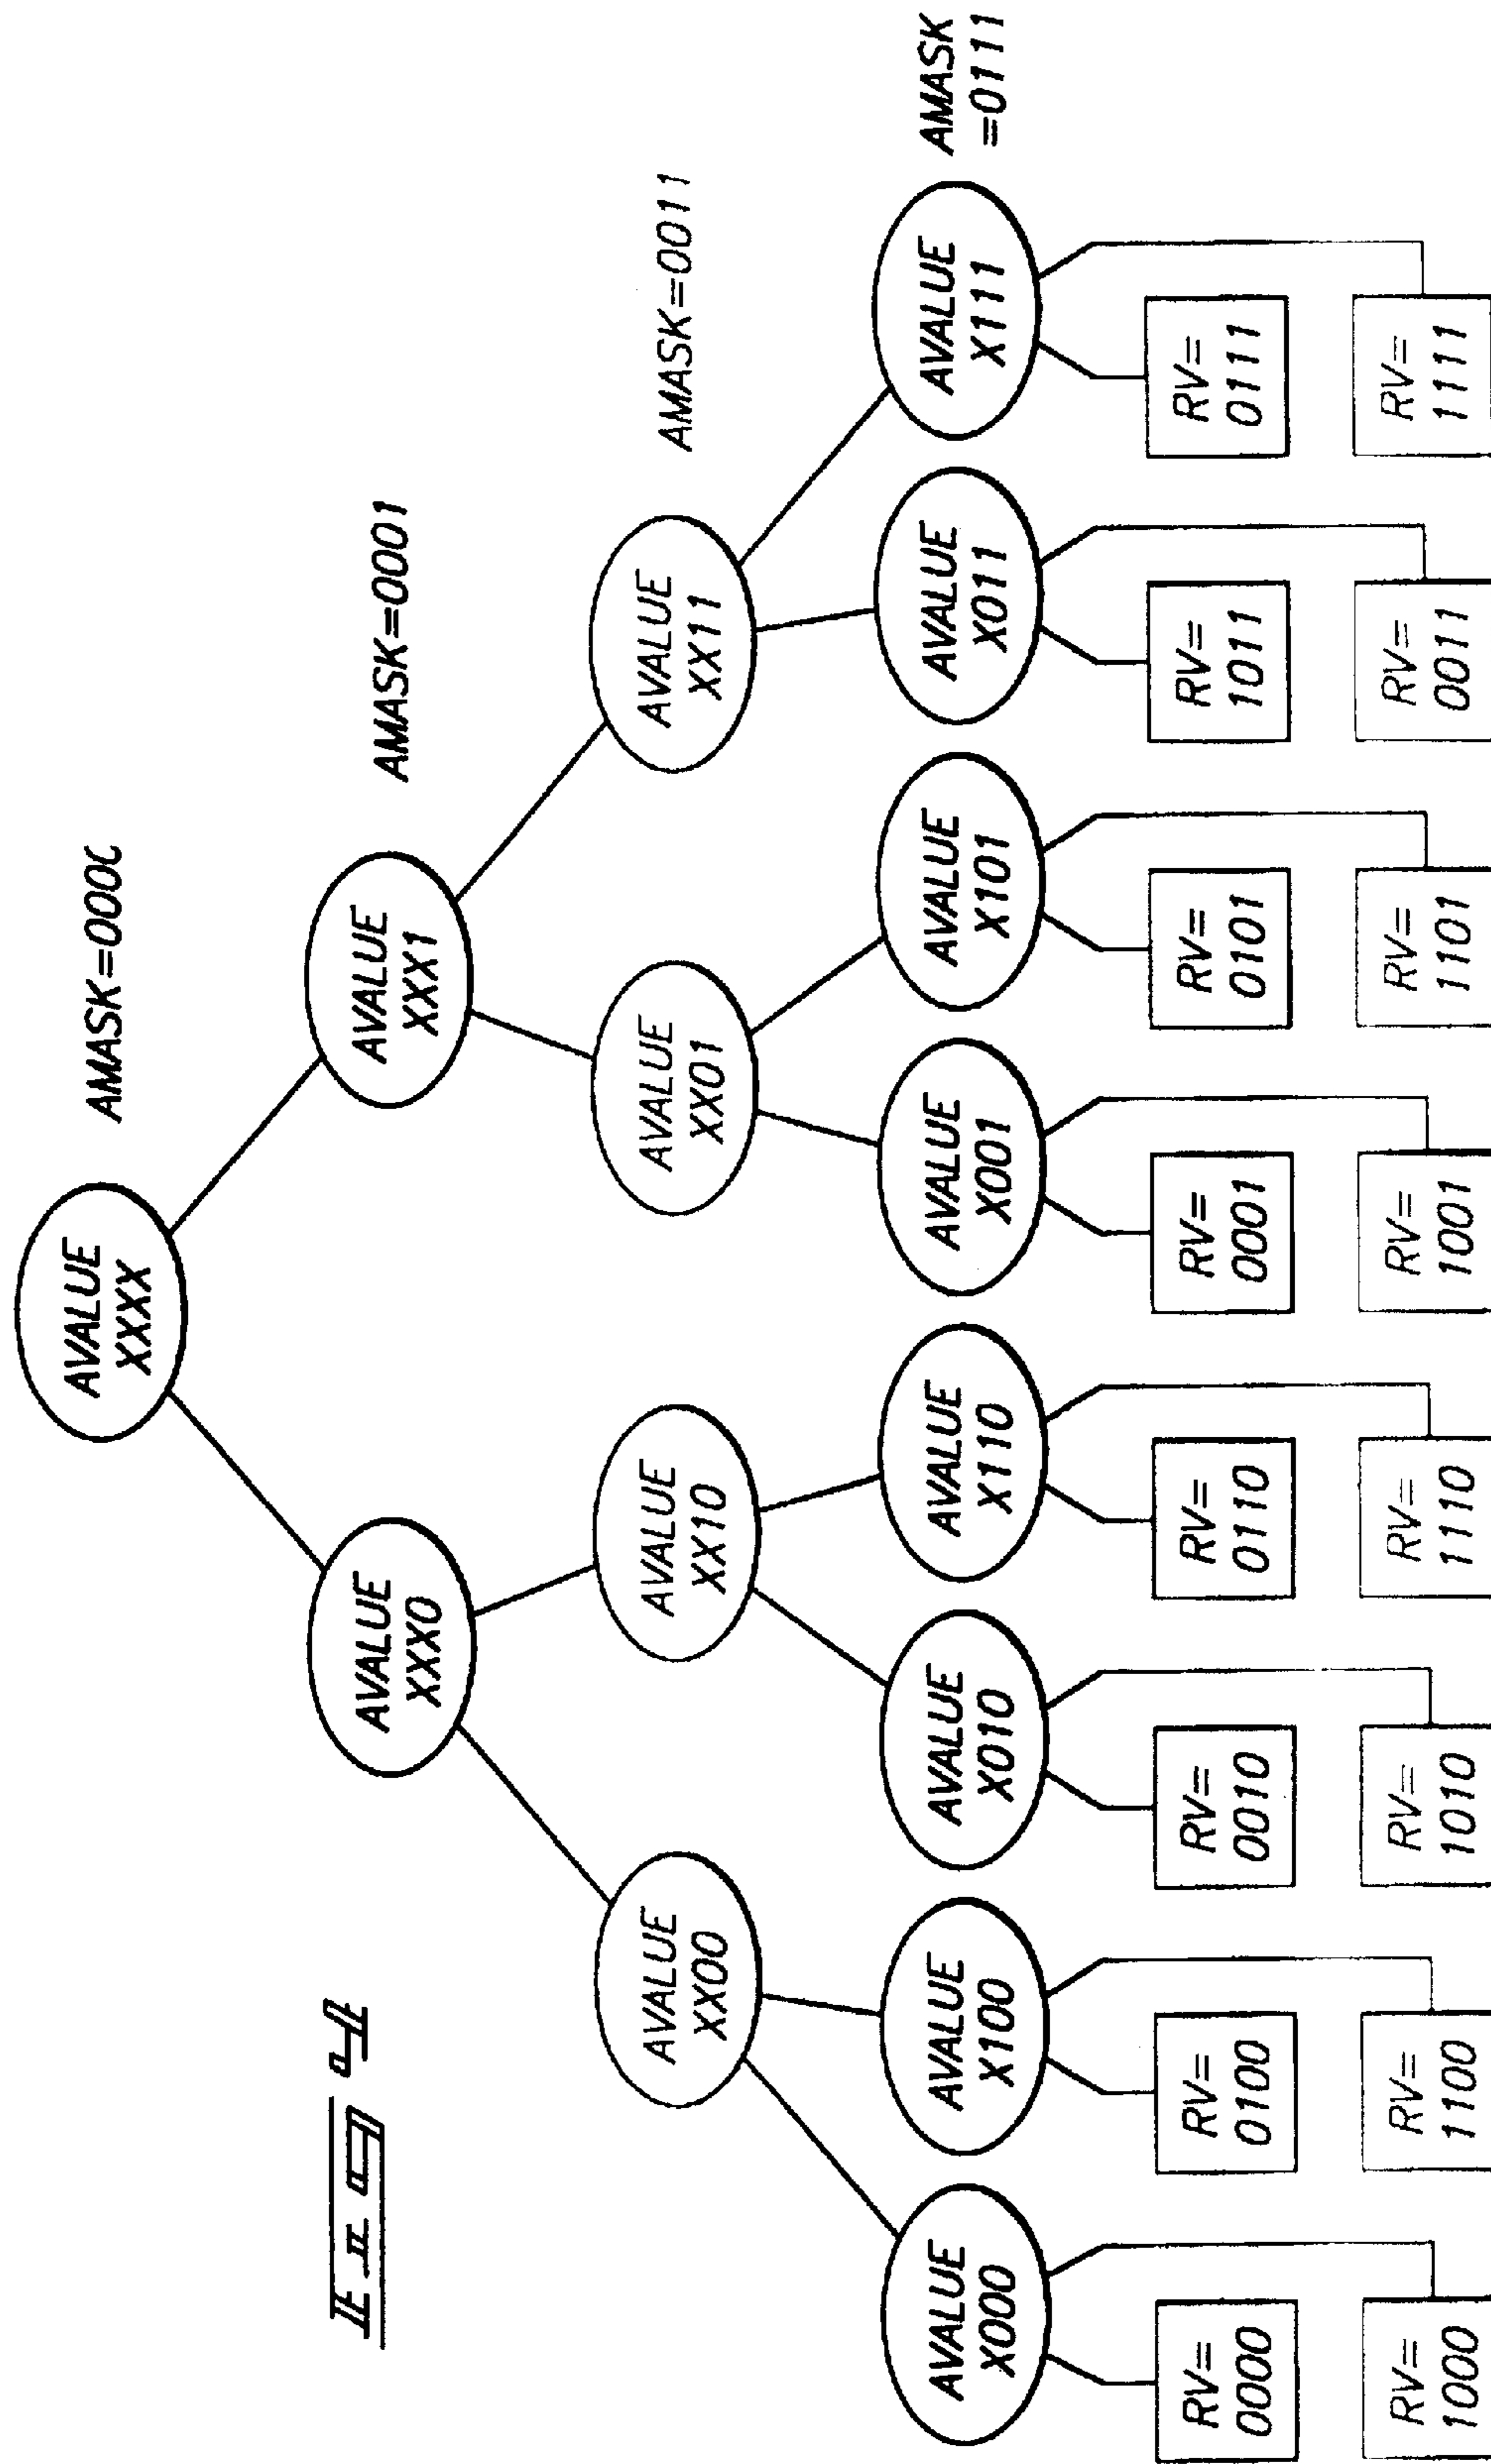 AVALUE
XXXX
AMASK=000C
AVALUE
XXX0
AVALUE
XXX1
AMASK=0001
Fig 4
AVALUE
XX00
AVALUE
XX10
AVALUE
XX01
AVALUE
XX11
AMASK=0011
AVALUE
X000
AVALUE
X100
AVALUE
X010
AVALUE
X110
AVALUE
X001
AVALUE
X101
AVALUE
X011
AVALUE
X111
AMASK
=0111
RV=
0000
RV=
0100
RV=
0010
RV=
0110
RV=
0001
RV=
0101
RV=
1011
RV=
0111
RV=
1000
RV=
1100
RV=
1010
RV=
1110
RV=
1001
RV=
1101
RV=
0011
RV=
1111